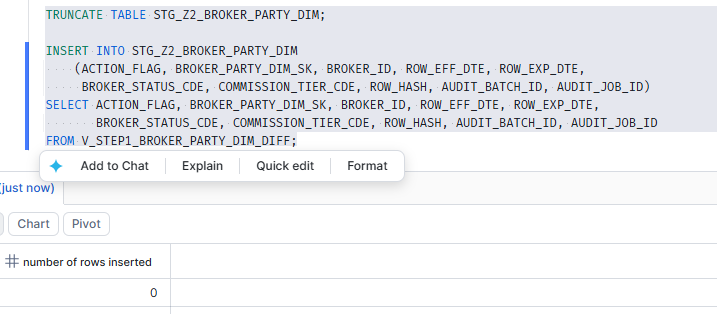 TRUNCATE TABLE STG_Z2_BROKER_PARTY_DIM;
INSERT INTO STG_Z2_BROKER_PARTY_DIM
(ACTION_FLAG, BROKER_PARTY_DIM_SK, BROKER_ID, ROW_EFF_DTE, ROW_EXP_DTE,
BROKER_STATUS_CDE, COMMISSION_TIER_CDE, ROW_HASH, AUDIT_BATCH_ID, AUDIT_JOB_ID)
SELECT ACTION_FLAG, BROKER_PARTY_DIM_SK, BROKER_ID, ROW_EFF_DTE, ROW_EXP_DTE,
BROKER_STATUS_CDE, COMMISSION_TIER_CDE, ROW_HASH, AUDIT_BATCH_ID, AUDIT_JOB_ID
FROM V_STEP1_BROKER_PARTY_DIM_DIFF;
Add to Chat Explain Quick edit Format
(just now)
Chart Pivot
# number of rows inserted
0